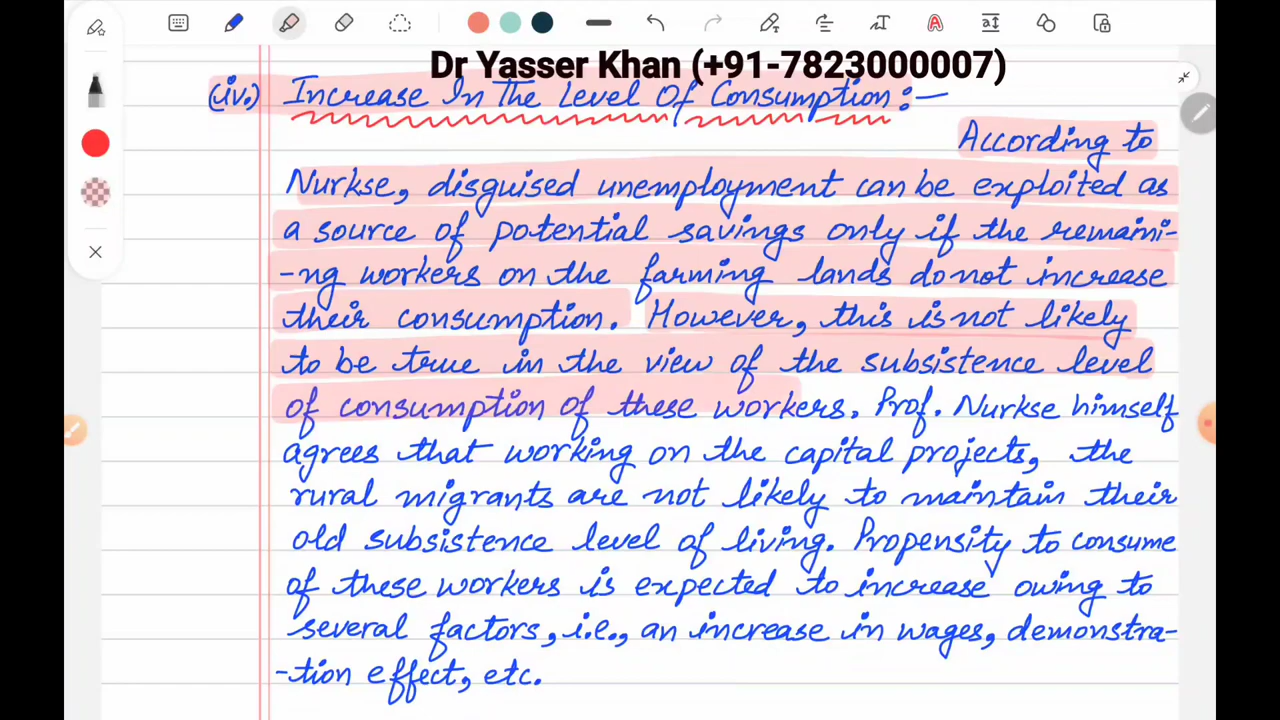 Dr Yasser Khan (+91-7823000007)
(iv.) Increase In The Level Of Consumption:-
According to
Nurkse, disguised unemployment can be exploited as
a source of potential savings only if the remaini-
-ng workers on the farming lands do not increase
their consumption. However, this is not likely
to be true in the view of the subsistence level
of consumption of these workers. Prof. Nurkse himself
agrees that working on the capital projects, the
rural migrants are not likely to maintain their
old subsistence level of living. Propensity to consume
of these workers is expected to increase owing to
several factors, i.e., an increase in wages, demonstra-
-tion effect, etc.